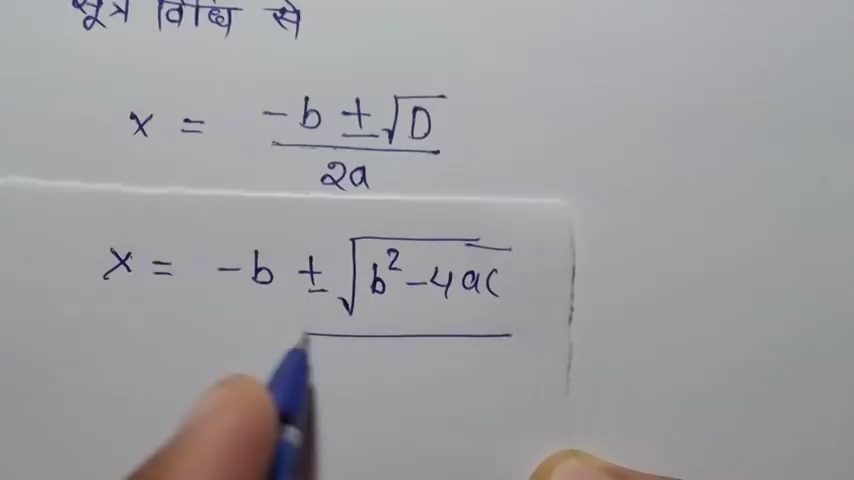 सूत्र विधि से
x = -b ± √D
2a
x = -b ± √b² - 4ac